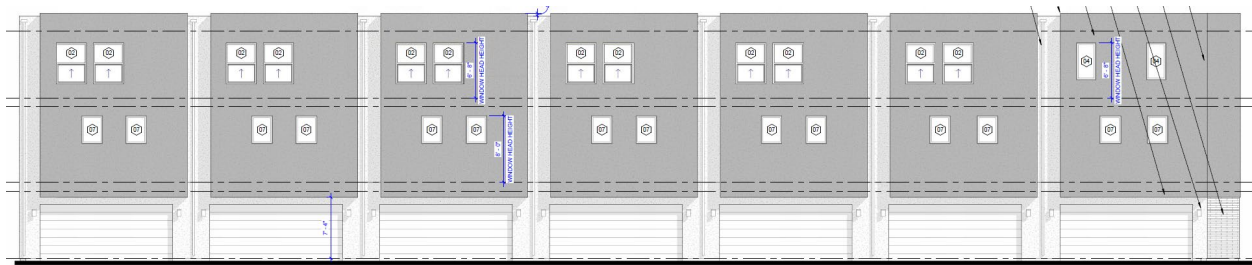 7"
02 02 02 02 02 02 02 02 02 02 02 02 04 04
6' - 8"
WINDOW HEAD HEIGHT
6' - 8"
WINDOW HEAD HEIGHT
07 07 07 07 07 07 07 07 07 07 07 07 07 07
6' - 0"
WINDOW HEAD HEIGHT